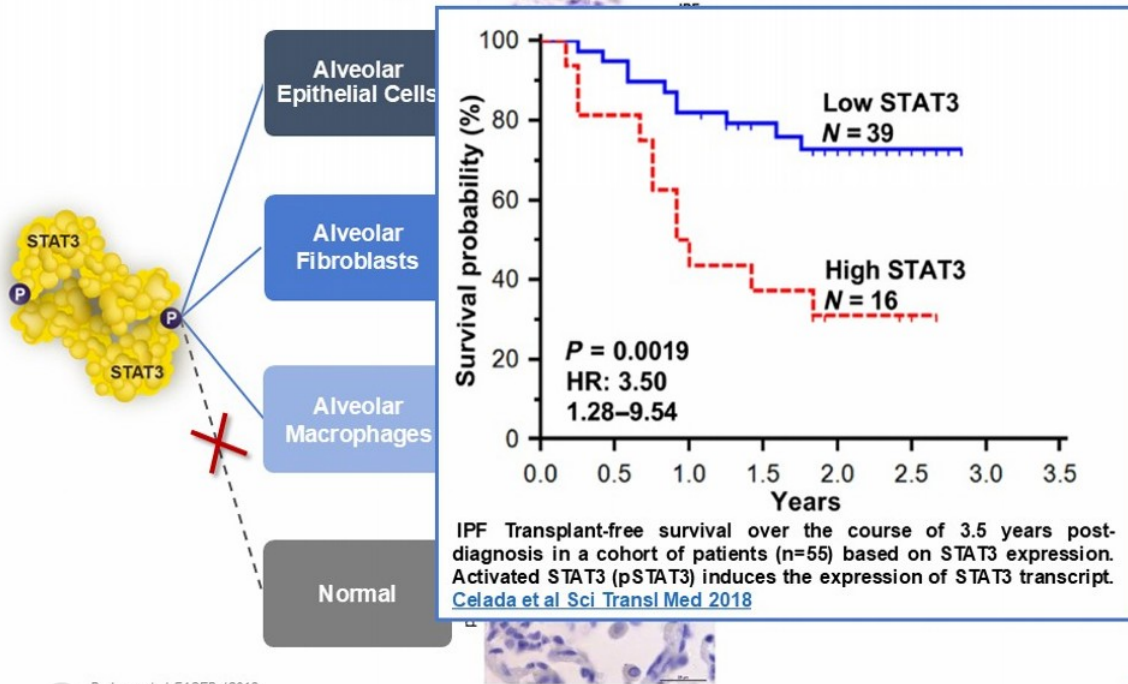 STAT3
P
P
STAT3
Alveolar
Epithelial Cells
Alveolar
Fibroblasts
Alveolar
Macrophages
Normal
IPF
Survival probability (%)
100
80
60
40
20
0
Low STAT3
N = 39
High STAT3
N = 16
P = 0.0019
HR: 3.50
1.28–9.54
0.0 0.5 1.0 1.5 2.0 2.5 3.0 3.5
Years
IPF Transplant-free survival over the course of 3.5 years post-
diagnosis in a cohort of patients (n=55) based on STAT3 expression.
Activated STAT3 (pSTAT3) induces the expression of STAT3 transcript.
Celada et al Sci Transl Med 2018